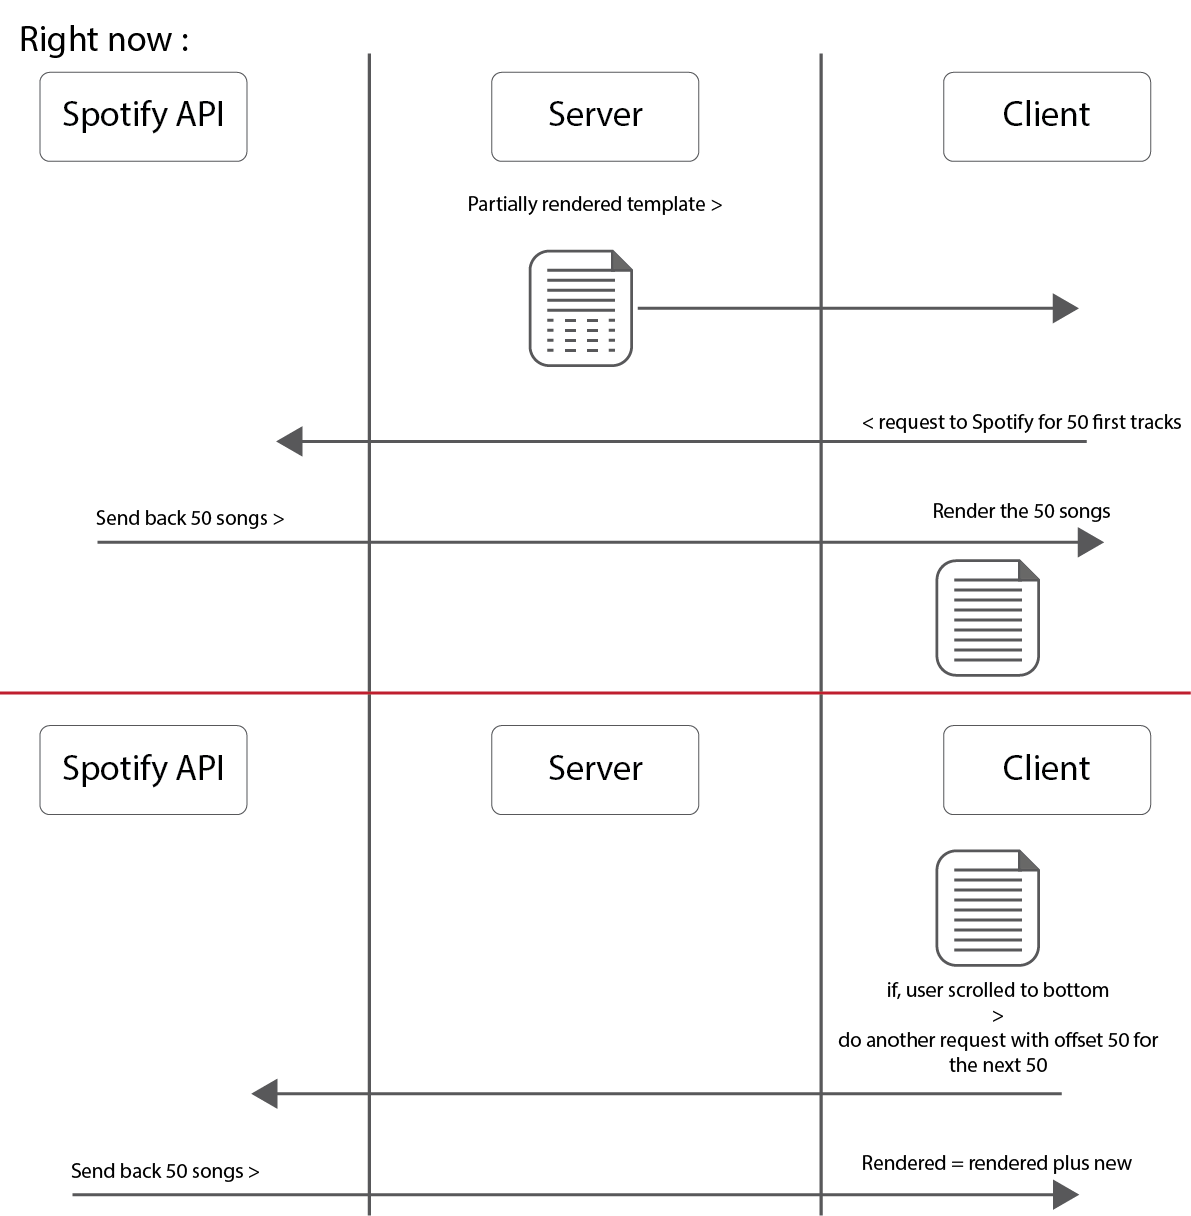 Right now :
Spotify API
Server
Client
Partially rendered template >
< request to Spotify for 50 first tracks
Send back 50 songs >
Render the 50 songs
Spotify API
Server
Client
if, user scrolled to bottom
>
do another request with offset 50 for
the next 50
Send back 50 songs >
Rendered = rendered plus new